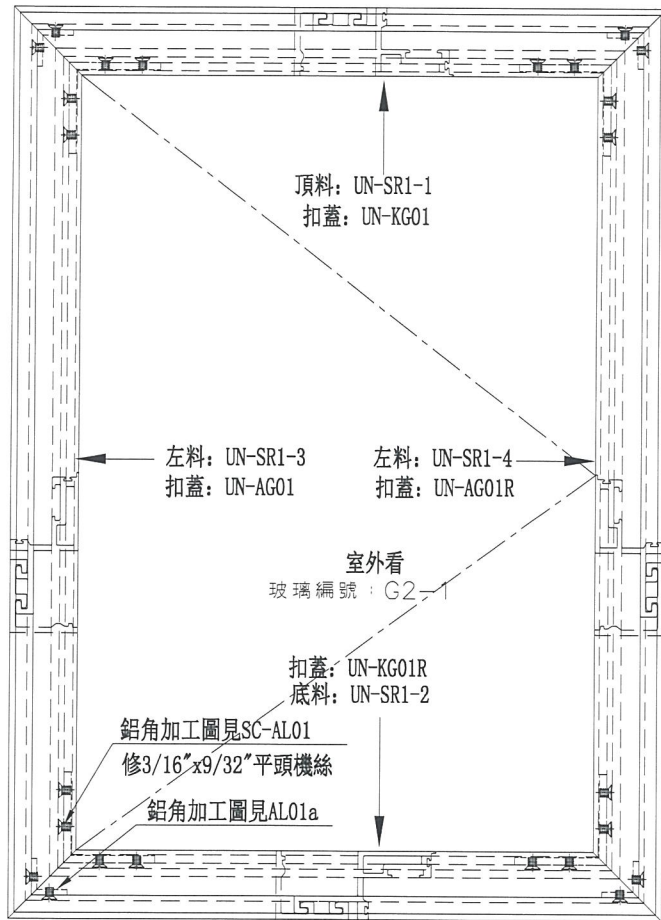 頂料: UN-SR1-1
扣蓋: UN-KG01
左料: UN-SR1-3
扣蓋: UN-AG01
左料: UN-SR1-4
扣蓋: UN-AG01R
室外看
玻璃編號：G2-1
扣蓋: UN-KG01R
底料: UN-SR1-2
鋁角加工圖見SC-AL01
修3/16"x9/32"平頭機絲
鋁角加工圖見AL01a